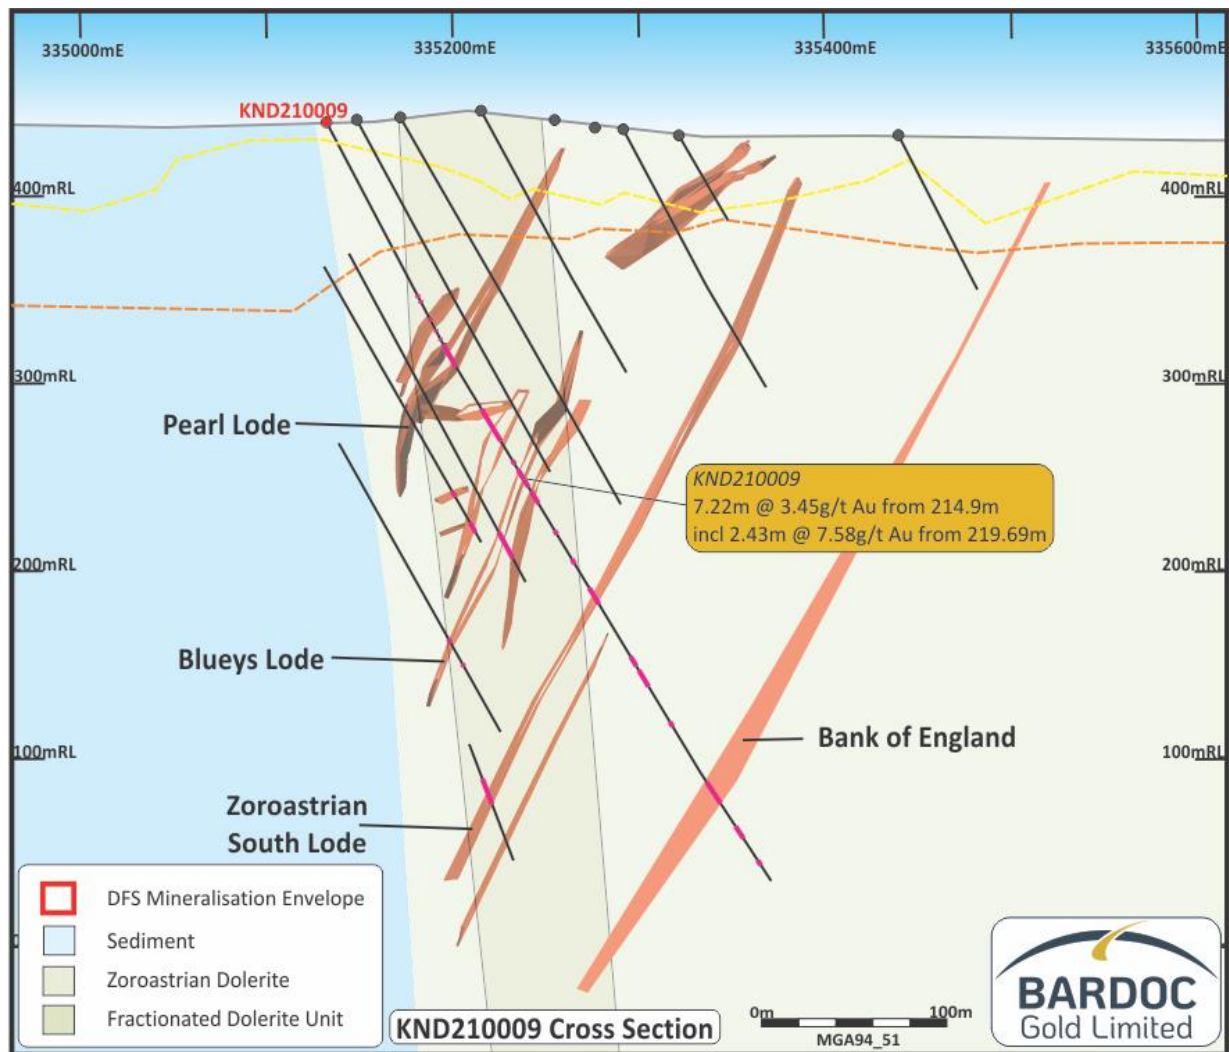 335000mE
335200mE
335400mE
335600mE
KND210009
400mRL
400mRL
300mRL
300mRL
Pearl Lode
KND210009
7.22m @ 3.45g/t Au from 214.9m
incl 2.43m @ 7.58g/t Au from 219.69m
200mRL
200mRL
Blueys Lode
Bank of England
100mRL
100mRL
Zoroastrian
South Lode
DFS Mineralisation Envelope
Sediment
Zoroastrian Dolerite
Fractionated Dolerite Unit
KND210009 Cross Section
0m
100m
MGA94_51
BARDOC
Gold Limited